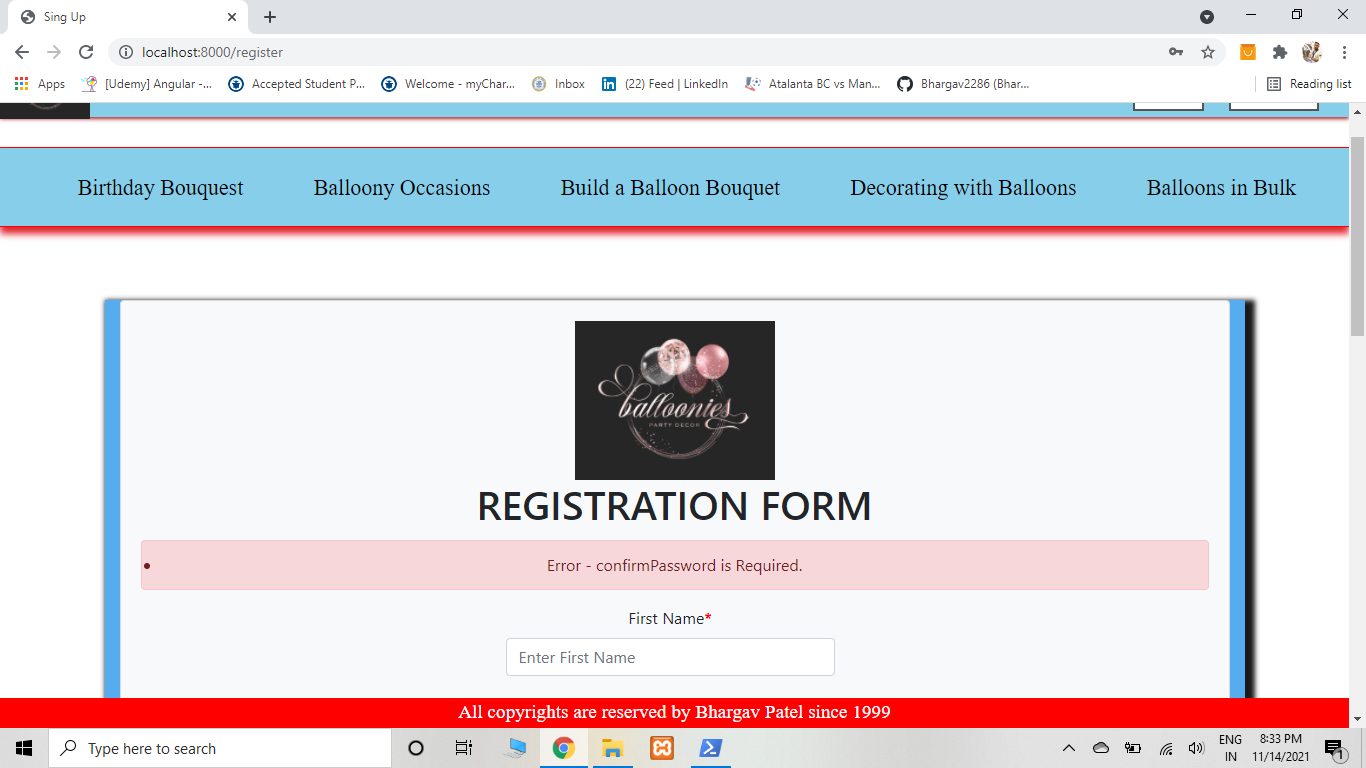 Sing Up
localhost:8000/register
Apps
[Udemy] Angular -...
Accepted Student P...
Welcome - myChar...
Inbox
(22) Feed | LinkedIn
Atalanta BC vs Man...
Bhargav2286 (Bhar...
Reading list
Birthday Bouquest
Balloony Occasions
Build a Balloon Bouquet
Decorating with Balloons
Balloons in Bulk
balloonies
PARTY DECOR
REGISTRATION FORM
Error - confirmPassword is Required.
First Name*
Enter First Name
All copyrights are reserved by Bhargav Patel since 1999
Type here to search
ENG
IN
8:33 PM
11/14/2021
1